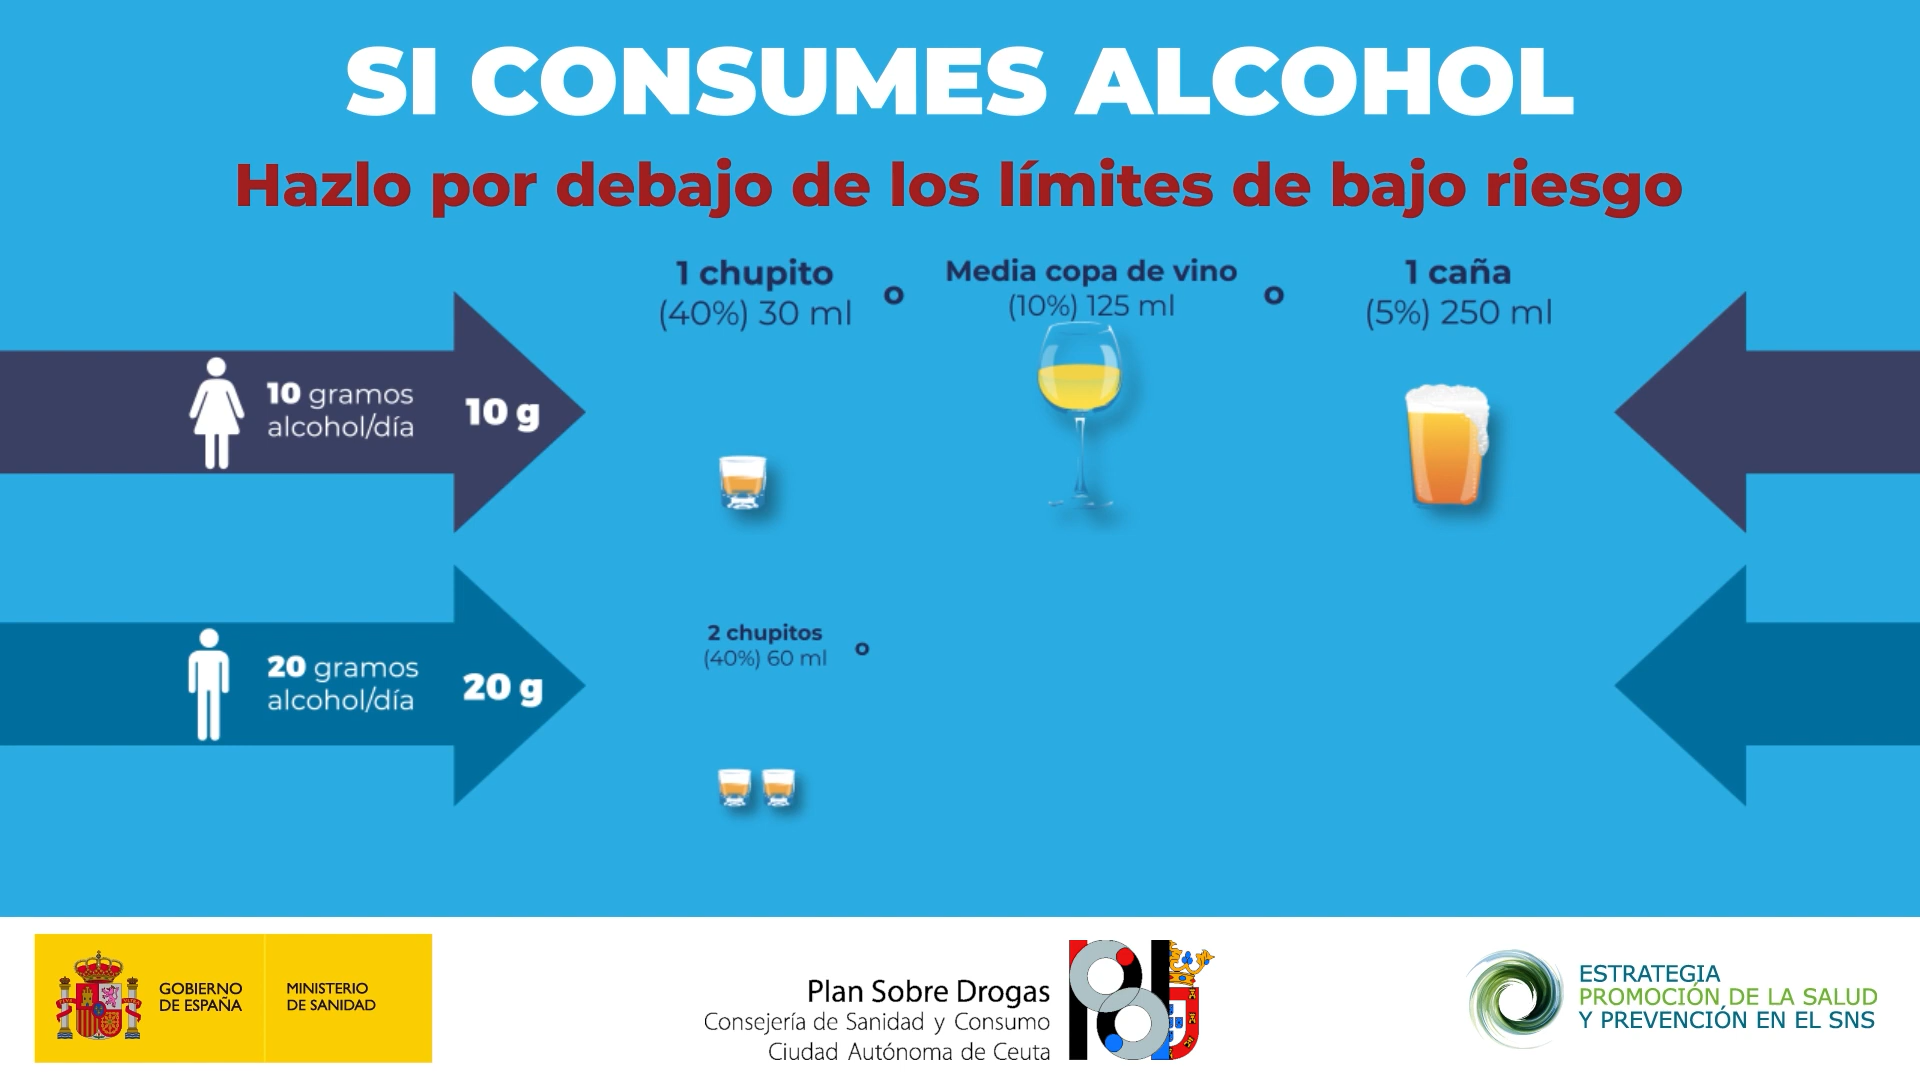 SI CONSUMES ALCOHOL
Hazlo por debajo de los límites de bajo riesgo
1 chupito
(40%) 30 ml
o
Media copa de vino
(10%) 125 ml
o
1 caña
(5%) 250 ml
10 gramos
alcohol/día
10 g
2 chupitos
(40%) 60 ml
o
20 gramos
alcohol/día
20 g
GOBIERNO
DE ESPAÑA
MINISTERIO
DE SANIDAD
Plan Sobre Drogas
Consejería de Sanidad y Consumo
Ciudad Autónoma de Ceuta
ESTRATEGIA
PROMOCIÓN DE LA SALUD
Y PREVENCIÓN EN EL SNS